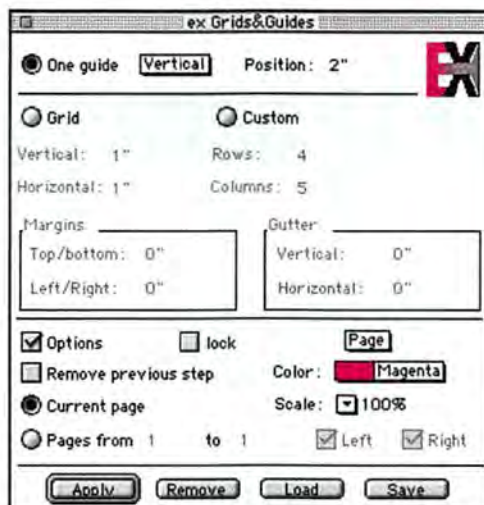 ex Grids&Guides
One guide Vertical Position: 2"
EX
Grid Custom
Vertical: 1" Rows: 4
Horizontal: 1" Columns: 5
Margins Gutter
Top/bottom: 0" Vertical: 0"
Left/Right: 0" Horizontal: 0"
Options lock Page
Remove previous step Color: Magenta
Current page Scale: 100%
Pages from 1 to 1 Left Right
Apply Remove Load Save